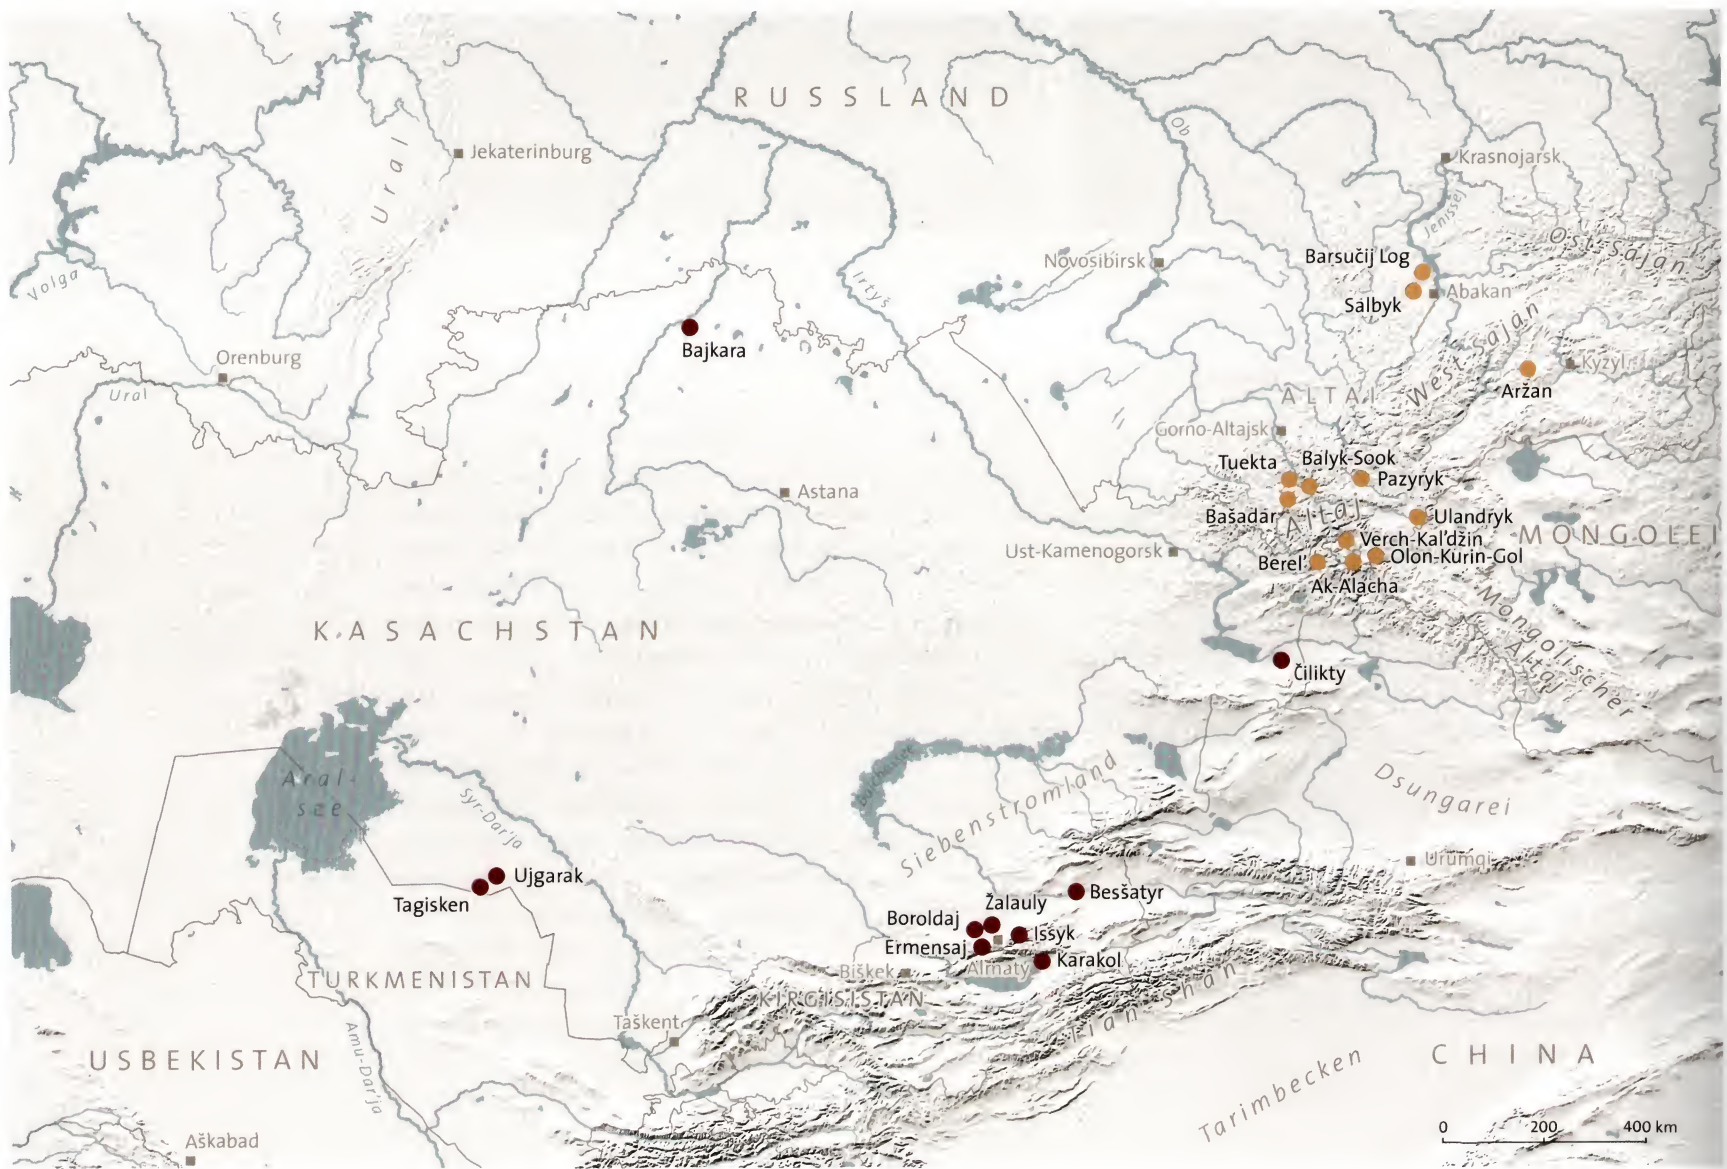 RUSSLAND
Ob
Jekaterinburg
Krasnojarsk
Ural
Jenissej
Ost-Sajan
Barsučij Log
Novosibirsk
Volga
Irtyš
Abakan
Salbyk
West-Sajan
Bajkara
Orenburg
Kyzyl
Ural
ALTAI
Aržan
Gorno-Altajsk
Balyk-Sook
Tuekta
Pazyryk
Astana
Bašadar
Altaj
Ulandryk
MONGOLEI
Verch-Kal'džin
Ust-Kamenogorsk
Olon-Kurin-Gol
Berel'
Ak-Alacha
KASACHSTAN
Mongolischer
Altai
Čilikty
Aral-
see
Syr-Darja
Siebenstromland
Dsungarei
Urumqi
Ujgarak
Tagisken
Besšatyr
Žalauly
Boroldaj
Issyk
Ermensaj
Karakol
Almaty
Biškek
TURKMENISTAN
KIRGISISTAN
Tian Shan
Taškent
USBEKISTAN
Amu-Darja
CHINA
Tarimbecken
Aškabad
0 200 400 km